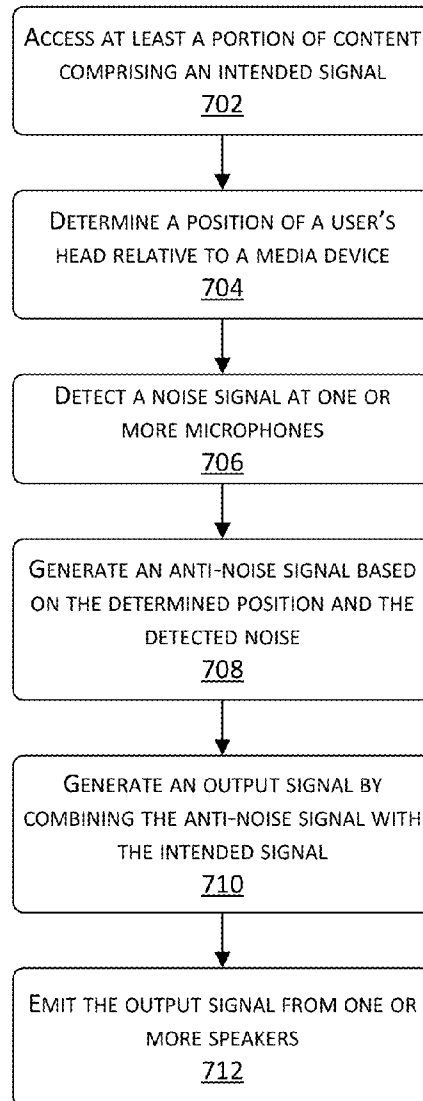 ACCESS AT LEAST A PORTION OF CONTENT
COMPRISING AN INTENDED SIGNAL
702
DETERMINE A POSITION OF A USER'S
HEAD RELATIVE TO A MEDIA DEVICE
704
DETECT A NOISE SIGNAL AT ONE OR
MORE MICROPHONES
706
GENERATE AN ANTI-NOISE SIGNAL BASED
ON THE DETERMINED POSITION AND THE
DETECTED NOISE
708
GENERATE AN OUTPUT SIGNAL BY
COMBINING THE ANTI-NOISE SIGNAL WITH
THE INTENDED SIGNAL
710
EMIT THE OUTPUT SIGNAL FROM ONE OR
MORE SPEAKERS
712